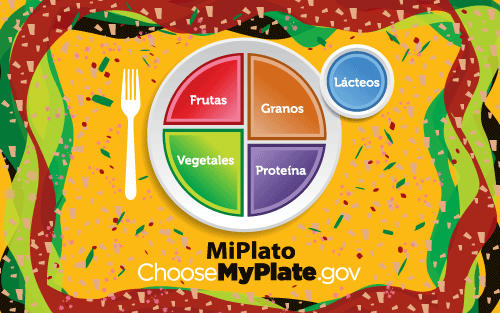 Lácteos
Frutas
Granos
Vegetales
Proteína
MiPlato
ChooseMyPlate.gov